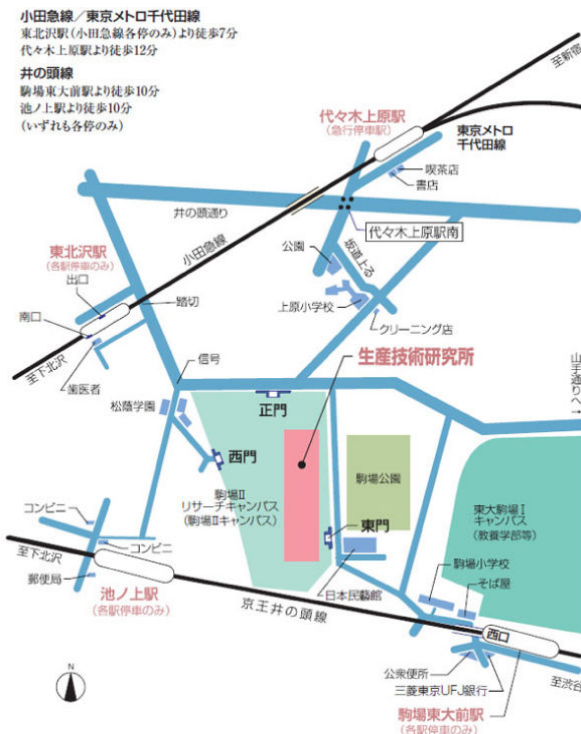 小田急線／東京メトロ千代田線
東北沢駅(小田急線各停のみ)より徒歩7分
代々木上原駅より徒歩12分
井の頭線
駒場東大前駅より徒歩10分
池ノ上駅より徒歩10分
(いずれも各停のみ)
至新宿
代々木上原駅
(急行停車駅)
東京メトロ
千代田線
喫茶店
書店
井の頭通り
代々木上原駅南
小田急線
東北沢駅
(各駅停車のみ)
出口
南口
踏切
至下北沢
歯医者
公園
坂道上る
上原小学校
クリーニング店
信号
生産技術研究所
山手通りへ→
松蔭学園
正門
西門
駒場Ⅱ
リサーチキャンパス
(駒場Ⅱキャンパス)
駒場公園
東門
東大駒場Ⅰ
キャンパス
(教養学部等)
コンビニ
至下北沢
コンビニ
郵便局
池ノ上駅
(各駅停車のみ)
京王井の頭線
日本民藝館
駒場小学校
そば屋
西口
公衆便所
三菱東京UFJ銀行
至渋谷
駒場東大前駅
(各駅停車のみ)
N